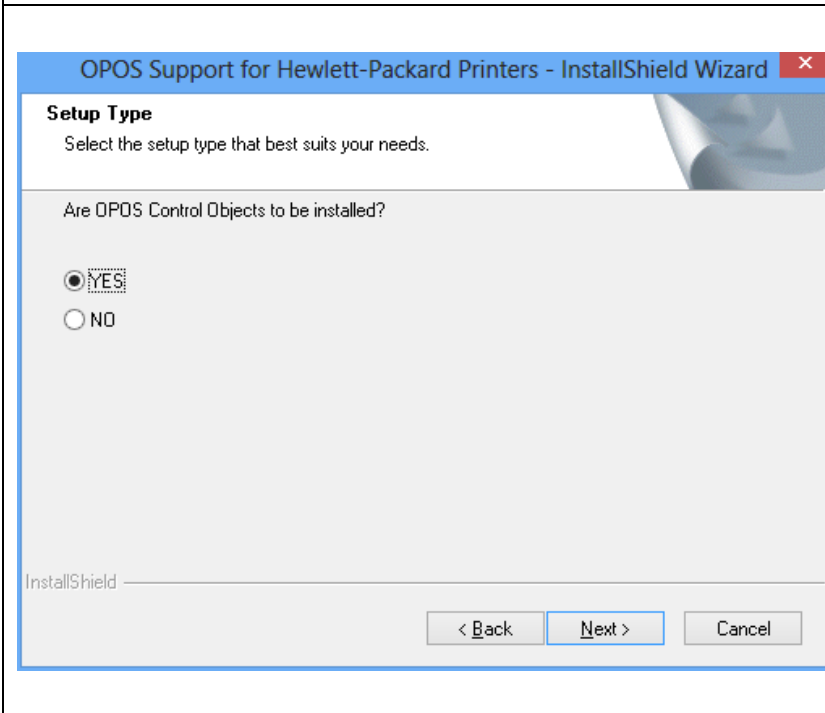 OPOS Support for Hewlett-Packard Printers - InstallShield Wizard
Setup Type
Select the setup type that best suits your needs.
Are OPOS Control Objects to be installed?
YES
NO
InstallShield
< Back Next > Cancel